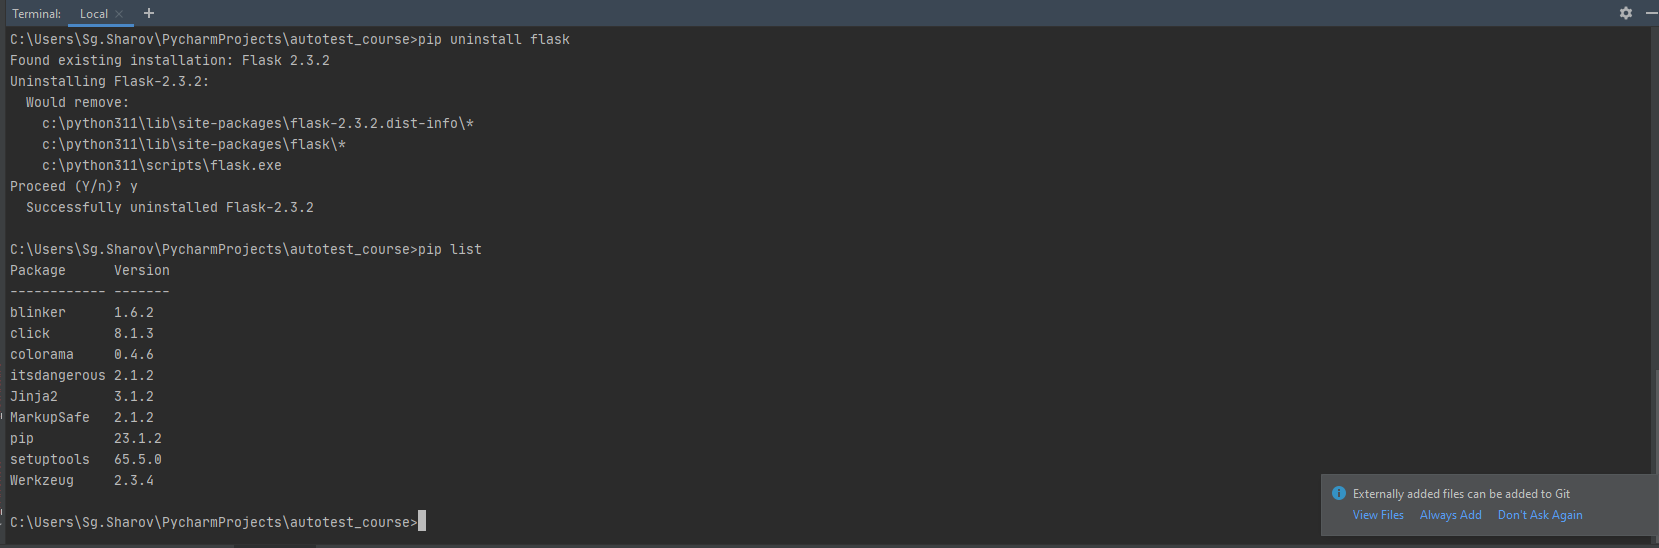 Terminal: Local
C:\Users\Sg.Sharov\PycharmProjects\autotest_course>pip uninstall flask
Found existing installation: Flask 2.3.2
Uninstalling Flask-2.3.2:
  Would remove:
    c:\python311\lib\site-packages\flask-2.3.2.dist-info\*
    c:\python311\lib\site-packages\flask\*
    c:\python311\scripts\flask.exe
Proceed (Y/n)? y
  Successfully uninstalled Flask-2.3.2
C:\Users\Sg.Sharov\PycharmProjects\autotest_course>pip list
Package      Version
------------ -------
blinker      1.6.2
click        8.1.3
colorama     0.4.6
itsdangerous 2.1.2
Jinja2       3.1.2
MarkupSafe   2.1.2
pip          23.1.2
setuptools   65.5.0
Werkzeug     2.3.4
C:\Users\Sg.Sharov\PycharmProjects\autotest_course>
Externally added files can be added to Git
View Files Always Add Don't Ask Again